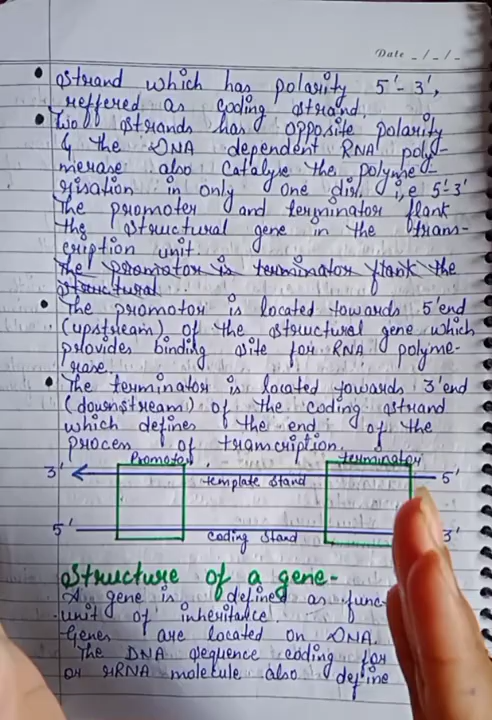 Date _ / _ / _
• Strand which has polarity 5'-3',
reffered as coding strand.
• Two strands has opposite polarity
& the DNA dependent RNA poly-
merase also catalyse the polyme-
risation in only one dir. i,e 5'-3'
• The promoter and terminator flank
the structural gene in the trans-
cription unit.
The promotor is terminator flank the
structural
• The promotor is located towards 5'end
(upstream) of the structural gene which
provides binding site for RNA polyme-
rase.
• The terminator is located towards 3'end
(downstream) of the coding strand
which defines the end of the
process of transcription.
Promotor terminator
3' 5'
template stand
5' 3'
coding stand
Structure of a gene-
- A gene is defined as func-
unit of inheritance.
- Genes are located on DNA.
- The DNA sequence coding for
or rRNA molecule also define